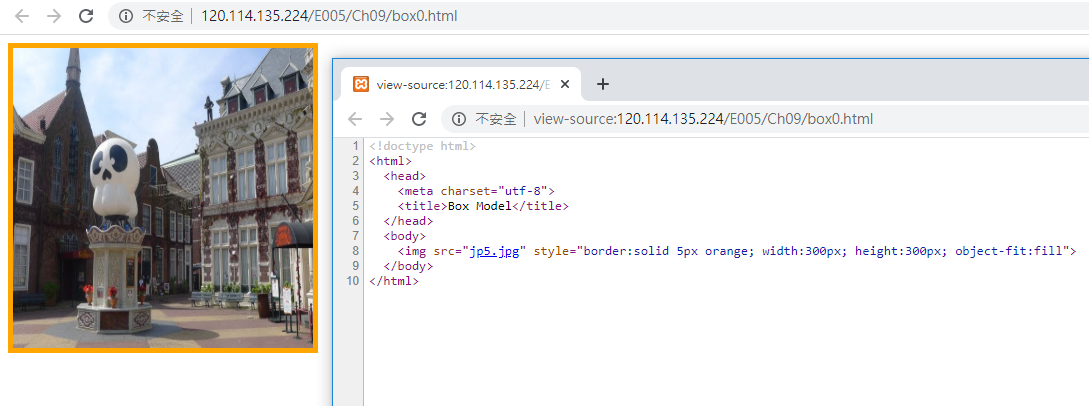 不安全 120.114.135.224/E005/Ch09/box0.html
view-source:120.114.135.224/E
不安全 view-source:120.114.135.224/E005/Ch09/box0.html
1 <!doctype html>
2 <html>
3 <head>
4 <meta charset="utf-8">
5 <title>Box Model</title>
6 </head>
7 <body>
8 <img src="jp5.jpg" style="border:solid 5px orange; width:300px; height:300px; object-fit:fill">
9 </body>
10 </html>